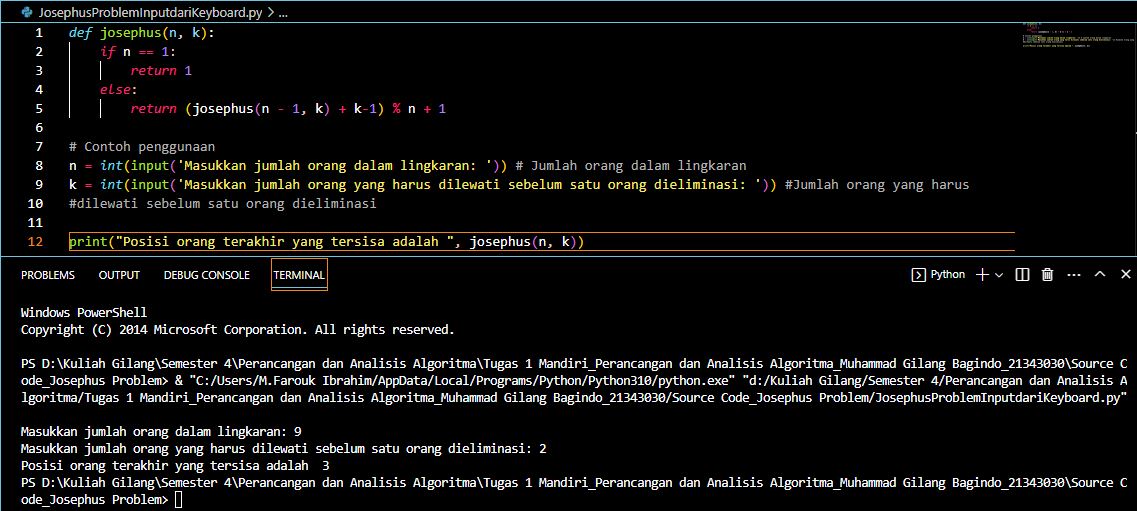 JosephusProblemInputdariKeyboard.py > ...
1 def josephus(n, k):
2     if n == 1:
3         return 1
4     else:
5         return (josephus(n - 1, k) + k-1) % n + 1
6
7 # Contoh penggunaan
8 n = int(input('Masukkan jumlah orang dalam lingkaran: ')) # Jumlah orang dalam lingkaran
9 k = int(input('Masukkan jumlah orang yang harus dilewati sebelum satu orang dieliminasi: ')) #Jumlah orang yang harus
10 #dilewati sebelum satu orang dieliminasi
11
12 print("Posisi orang terakhir yang tersisa adalah ", josephus(n, k))
PROBLEMS OUTPUT DEBUG CONSOLE TERMINAL Python
Windows PowerShell
Copyright (C) 2014 Microsoft Corporation. All rights reserved.
PS D:\Kuliah Gilang\Semester 4\Perancangan dan Analisis Algoritma\Tugas 1 Mandiri_Perancangan dan Analisis Algoritma_Muhammad Gilang Bagindo_21343030\Source C
ode_Josephus Problem> & "C:/Users/M.Farouk Ibrahim/AppData/Local/Programs/Python/Python310/python.exe" "d:/Kuliah Gilang/Semester 4/Perancangan dan Analisis A
lgoritma/Tugas 1 Mandiri_Perancangan dan Analisis Algoritma_Muhammad Gilang Bagindo_21343030/Source Code_Josephus Problem/JosephusProblemInputdariKeyboard.py"
Masukkan jumlah orang dalam lingkaran: 9
Masukkan jumlah orang yang harus dilewati sebelum satu orang dieliminasi: 2
Posisi orang terakhir yang tersisa adalah  3
PS D:\Kuliah Gilang\Semester 4\Perancangan dan Analisis Algoritma\Tugas 1 Mandiri_Perancangan dan Analisis Algoritma_Muhammad Gilang Bagindo_21343030\Source C
ode_Josephus Problem>